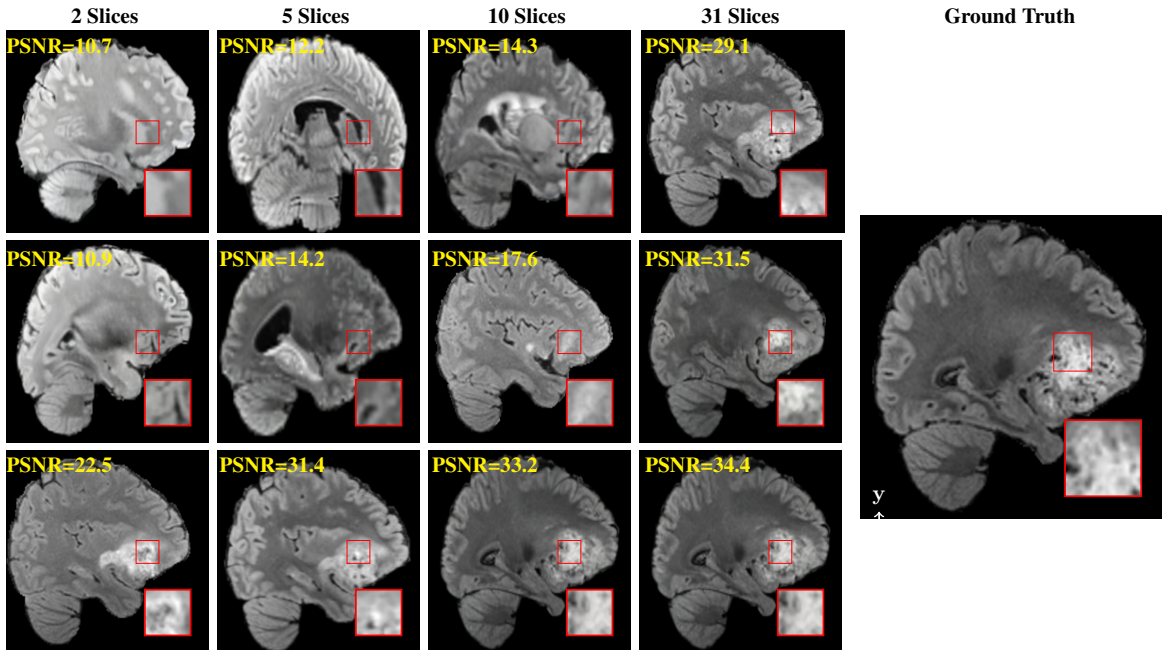 2 Slices 5 Slices 10 Slices 31 Slices Ground Truth
PSNR=10.7 PSNR=12.2 PSNR=14.3 PSNR=29.1
PSNR=10.9 PSNR=14.2 PSNR=17.6 PSNR=31.5
PSNR=22.5 PSNR=31.4 PSNR=33.2 PSNR=34.4
y
↑